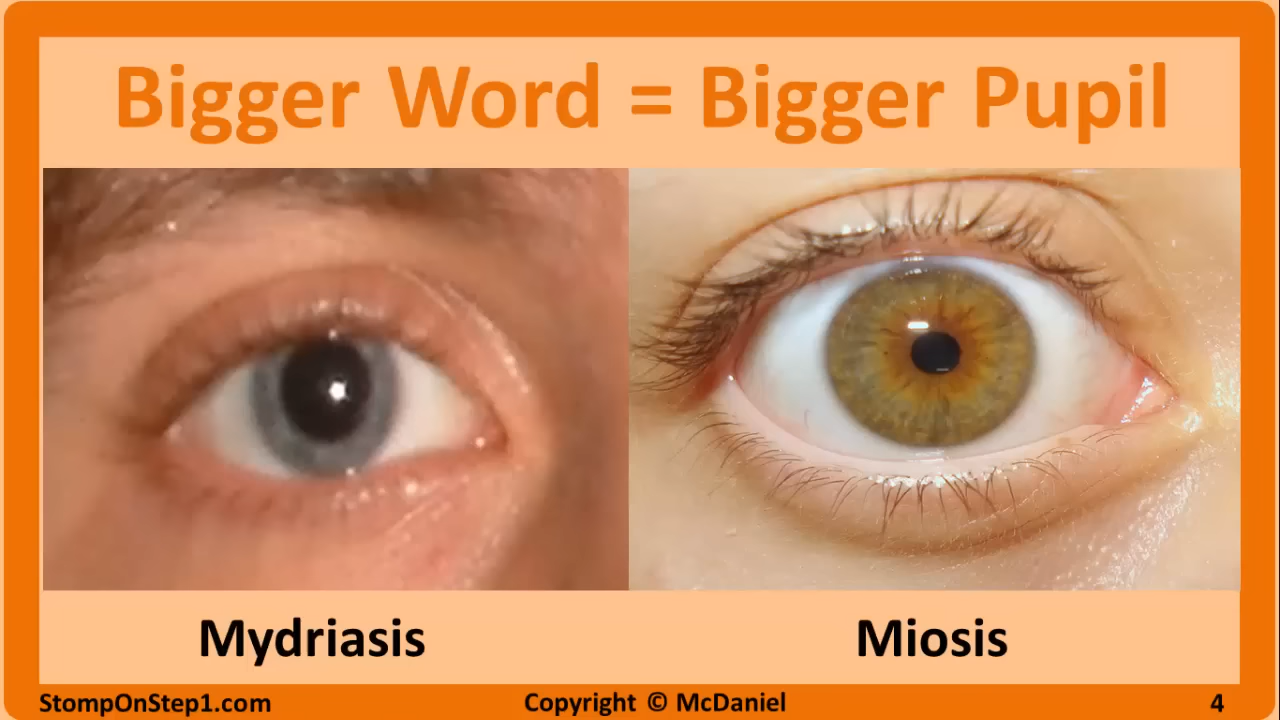 Bigger Word = Bigger Pupil
Mydriasis
Miosis
StompOnStep1.com
Copyright © McDaniel
4